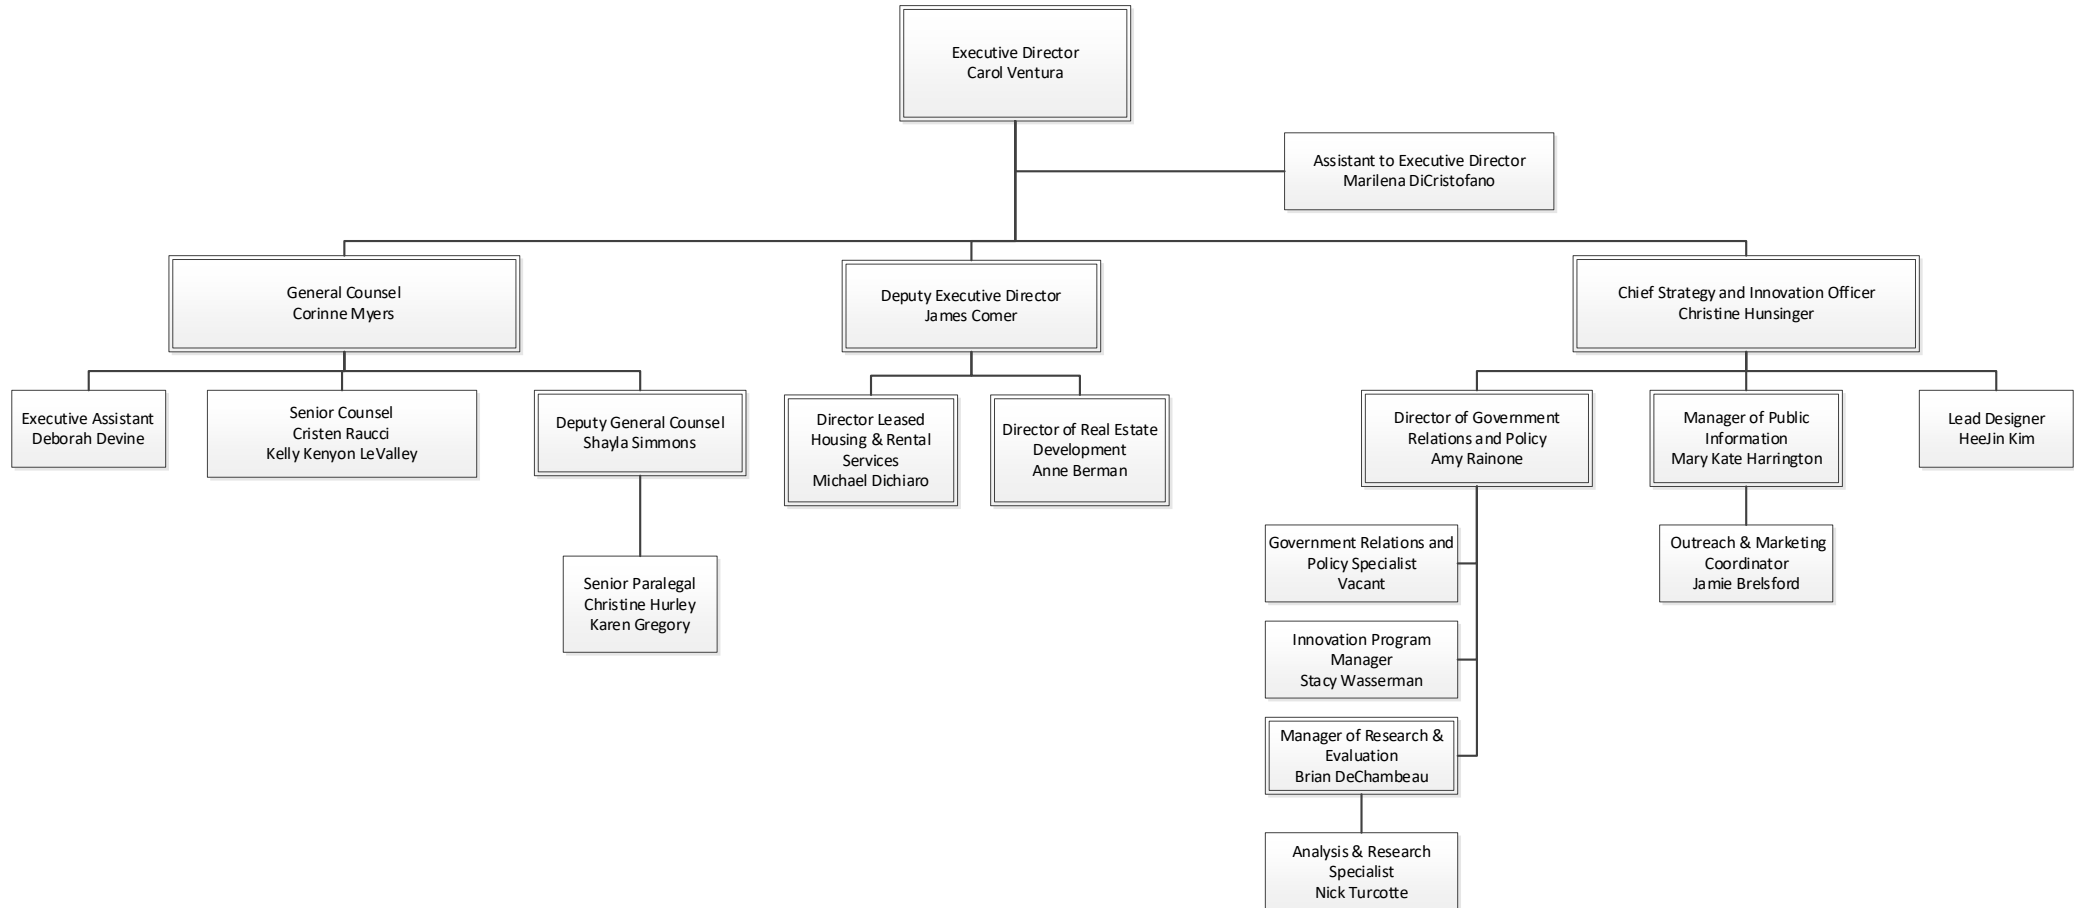 Executive Director
Carol Ventura
Assistant to Executive Director
Marilena DiCristofano
General Counsel
Corinne Myers
Deputy Executive Director
James Comer
Chief Strategy and Innovation Officer
Christine Hunsinger
Executive Assistant
Deborah Devine
Senior Counsel
Cristen Raucci
Kelly Kenyon LeValley
Deputy General Counsel
Shayla Simmons
Director Leased
Housing & Rental
Services
Michael Dichiaro
Director of Real Estate
Development
Anne Berman
Director of Government
Relations and Policy
Amy Rainone
Manager of Public
Information
Mary Kate Harrington
Lead Designer
HeeJin Kim
Senior Paralegal
Christine Hurley
Karen Gregory
Government Relations and
Policy Specialist
Vacant
Outreach & Marketing
Coordinator
Jamie Brelsford
Innovation Program
Manager
Stacy Wasserman
Manager of Research &
Evaluation
Brian DeChambeau
Analysis & Research
Specialist
Nick Turcotte